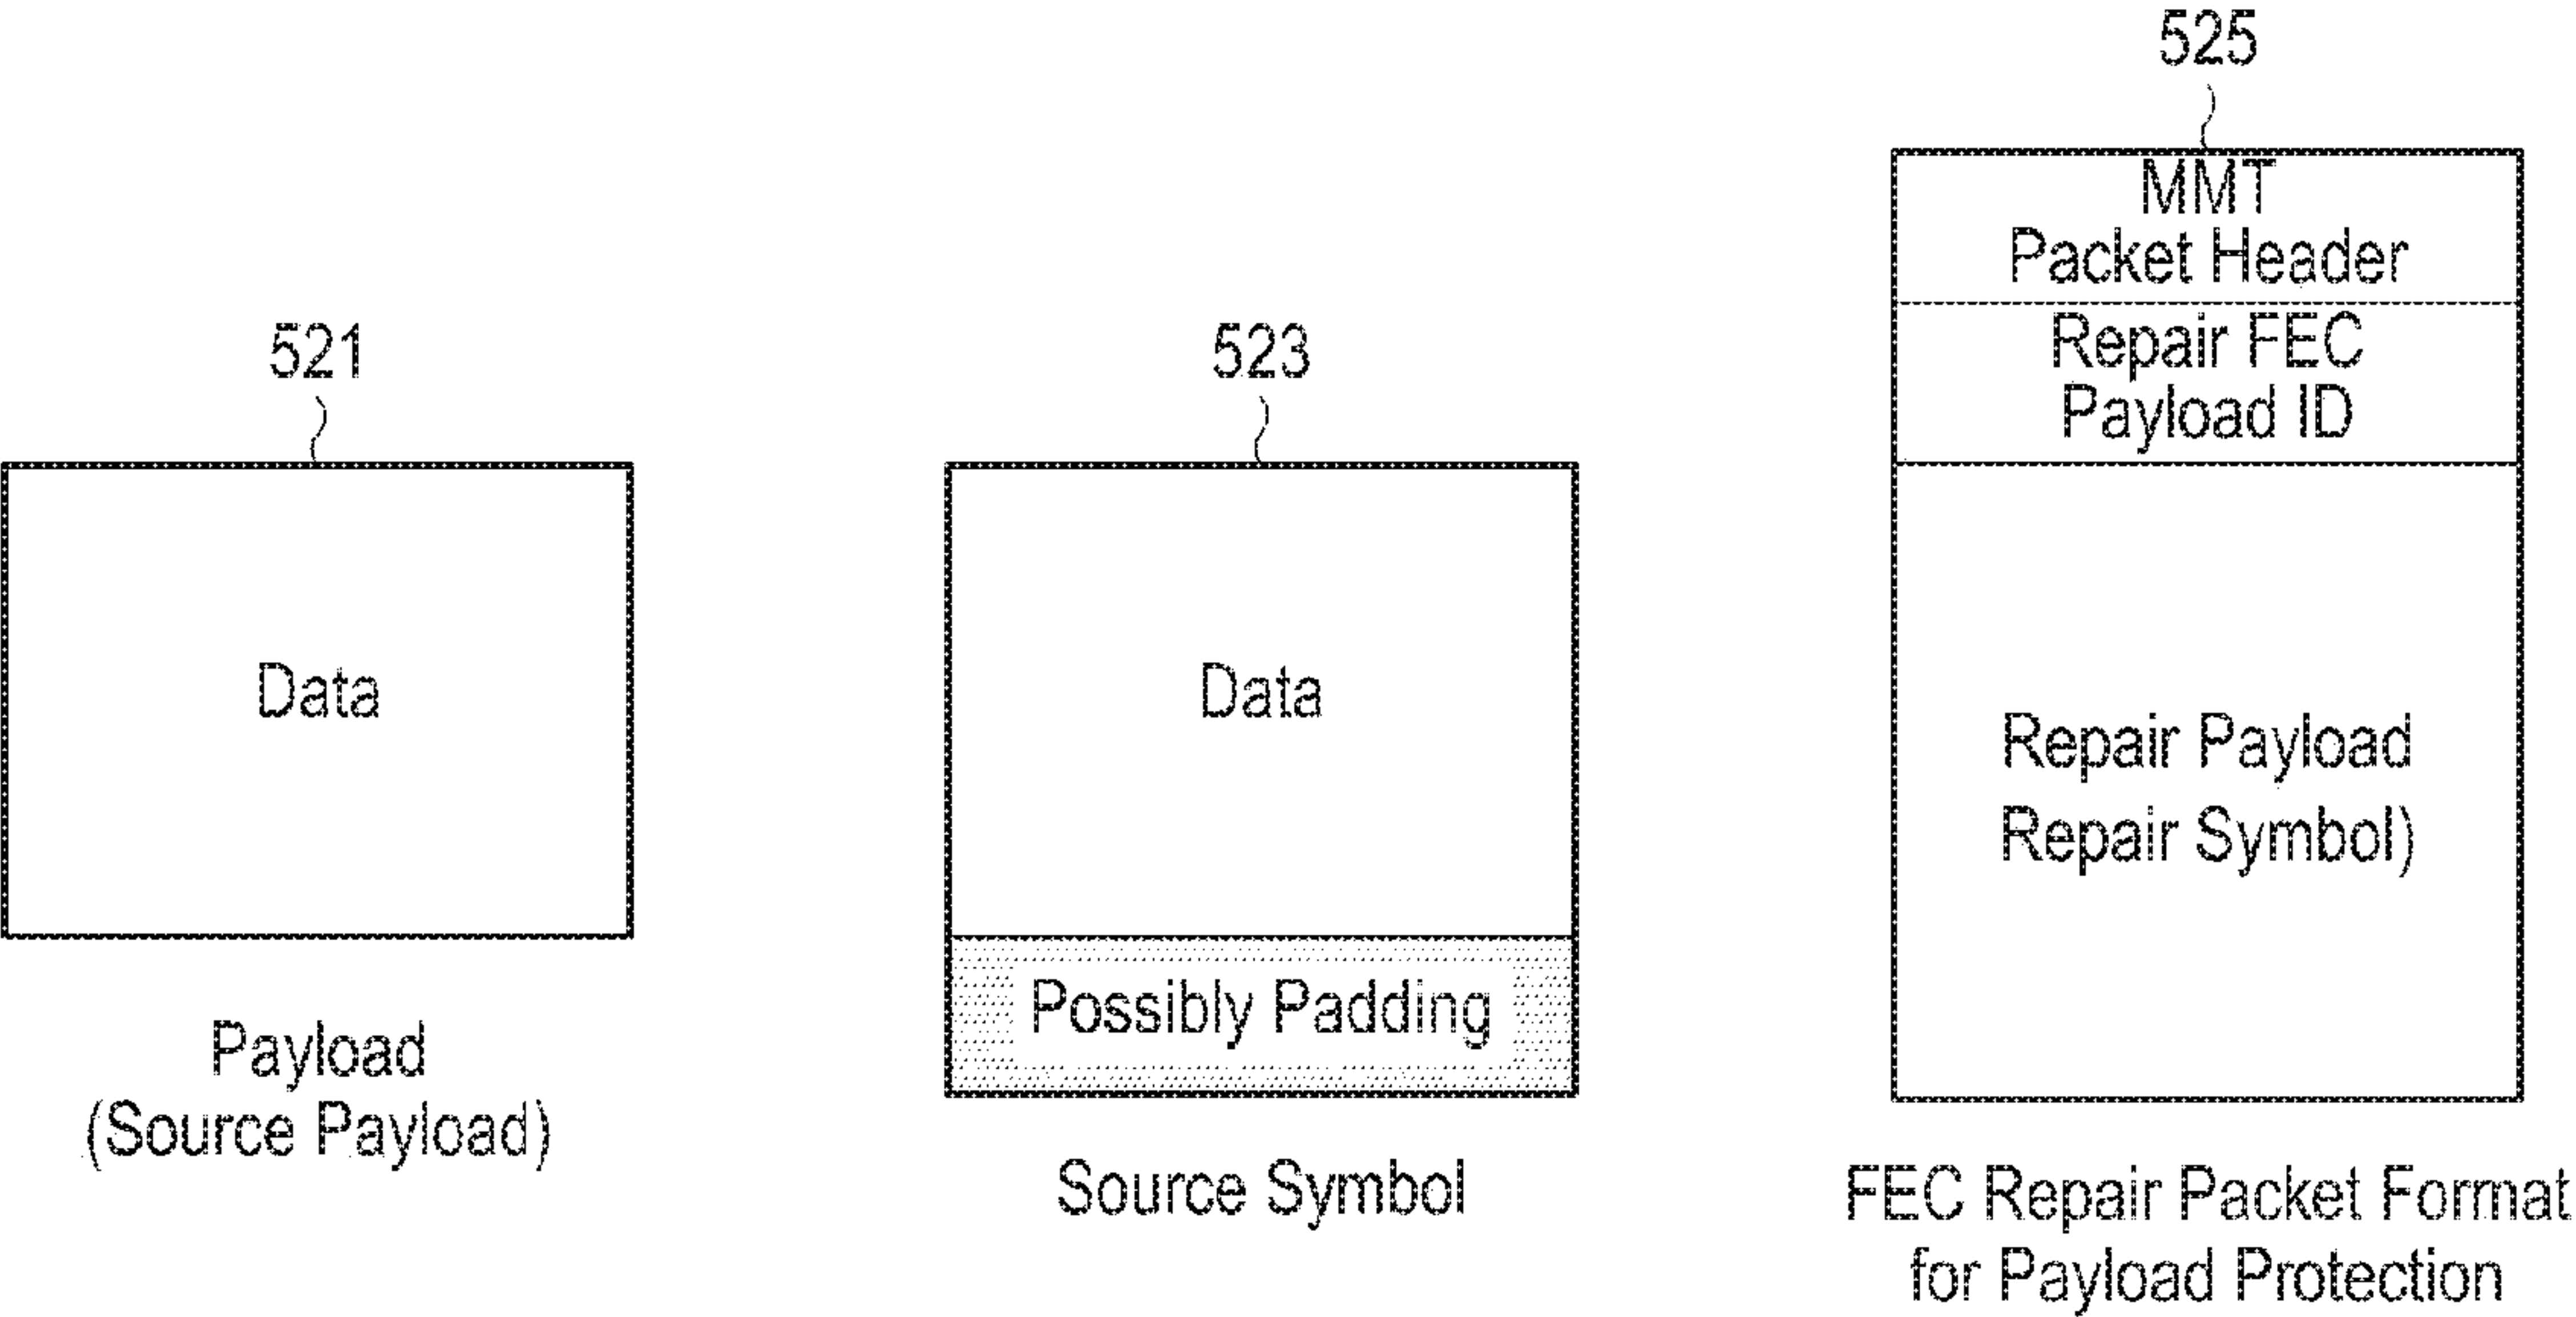 521
Data
Payload
(Source Payload)
523
Data
Possibly Padding
Source Symbol
525
MMT
Packet Header
Repair FEC
Payload ID
Repair Payload
Repair Symbol)
FEC Repair Packet Format
for Payload Protection